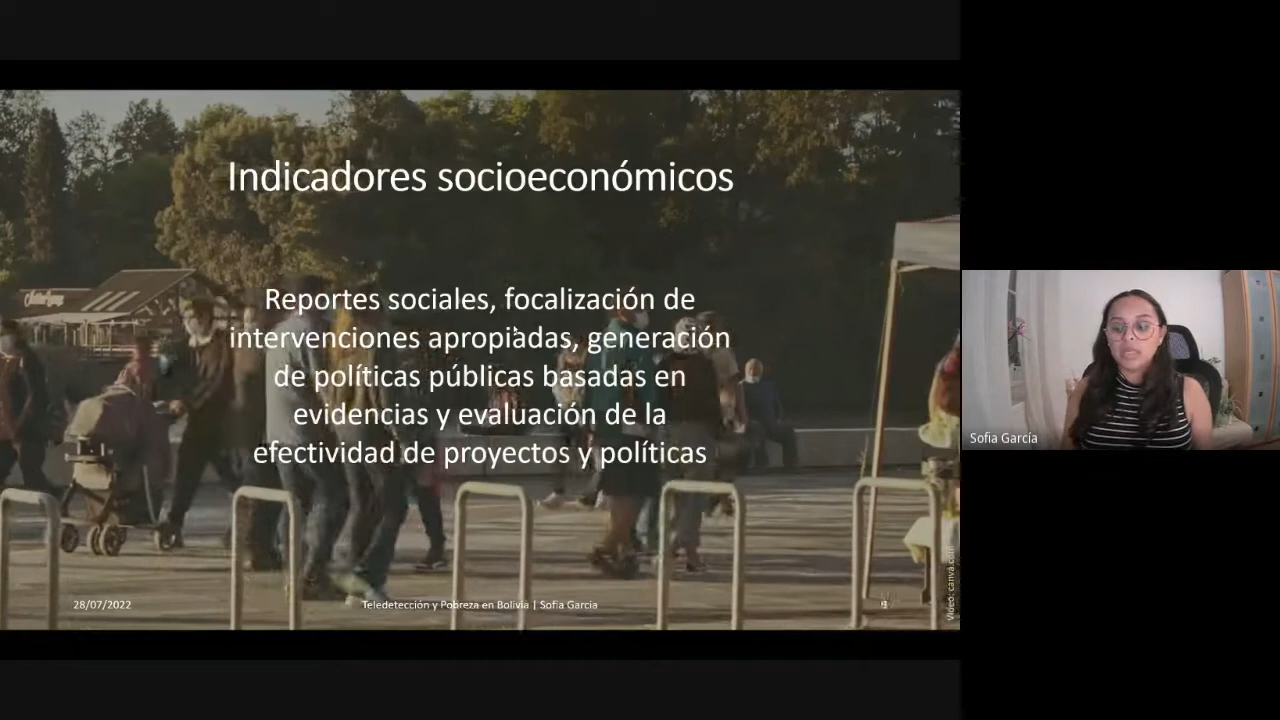 Indicadores socioeconómicos
Reportes sociales, focalización de
intervenciones apropiadas, generación
de políticas públicas basadas en
evidencias y evaluación de la
efectividad de proyectos y políticas
28/07/2022
Teledetección y Pobreza en Bolivia | Sofia Garcia
Video: canva.com
Sofia García